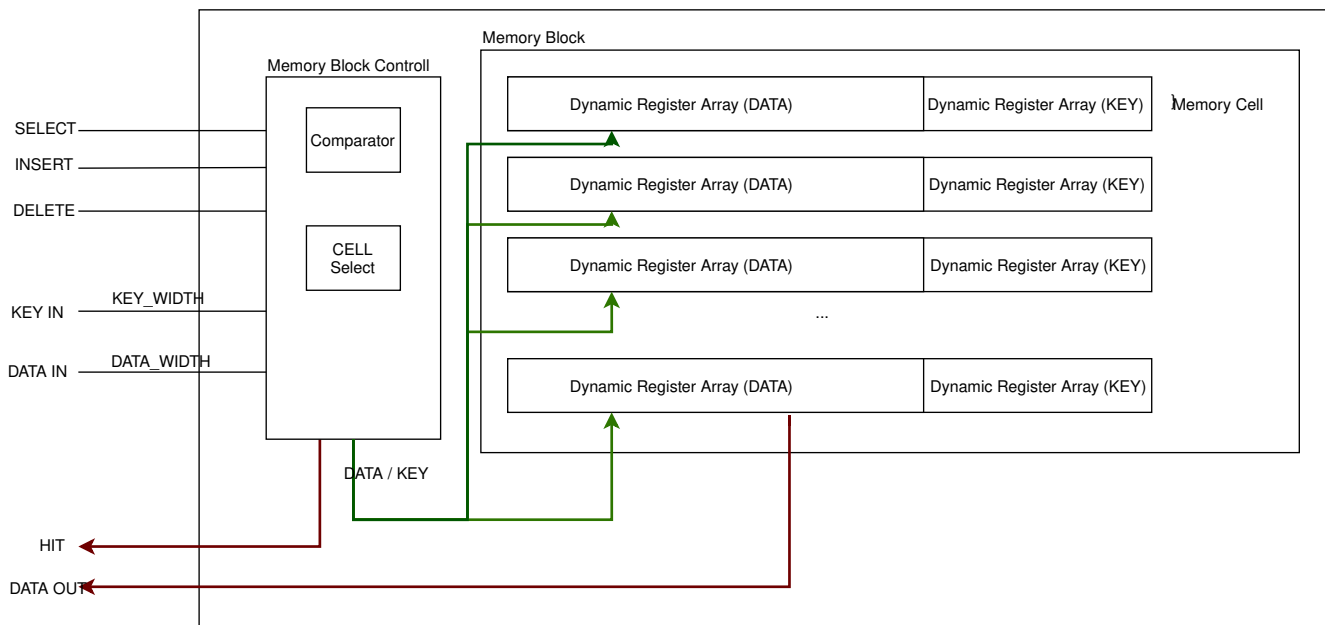 Memory Block
Memory Block Controll
Dynamic Register Array (DATA)
Dynamic Register Array (KEY)
}Memory Cell
SELECT
Comparator
INSERT
Dynamic Register Array (DATA)
Dynamic Register Array (KEY)
DELETE
CELL
Select
Dynamic Register Array (DATA)
Dynamic Register Array (KEY)
KEY_WIDTH
KEY IN
...
DATA_WIDTH
DATA IN
Dynamic Register Array (DATA)
Dynamic Register Array (KEY)
DATA / KEY
HIT
DATA OUT